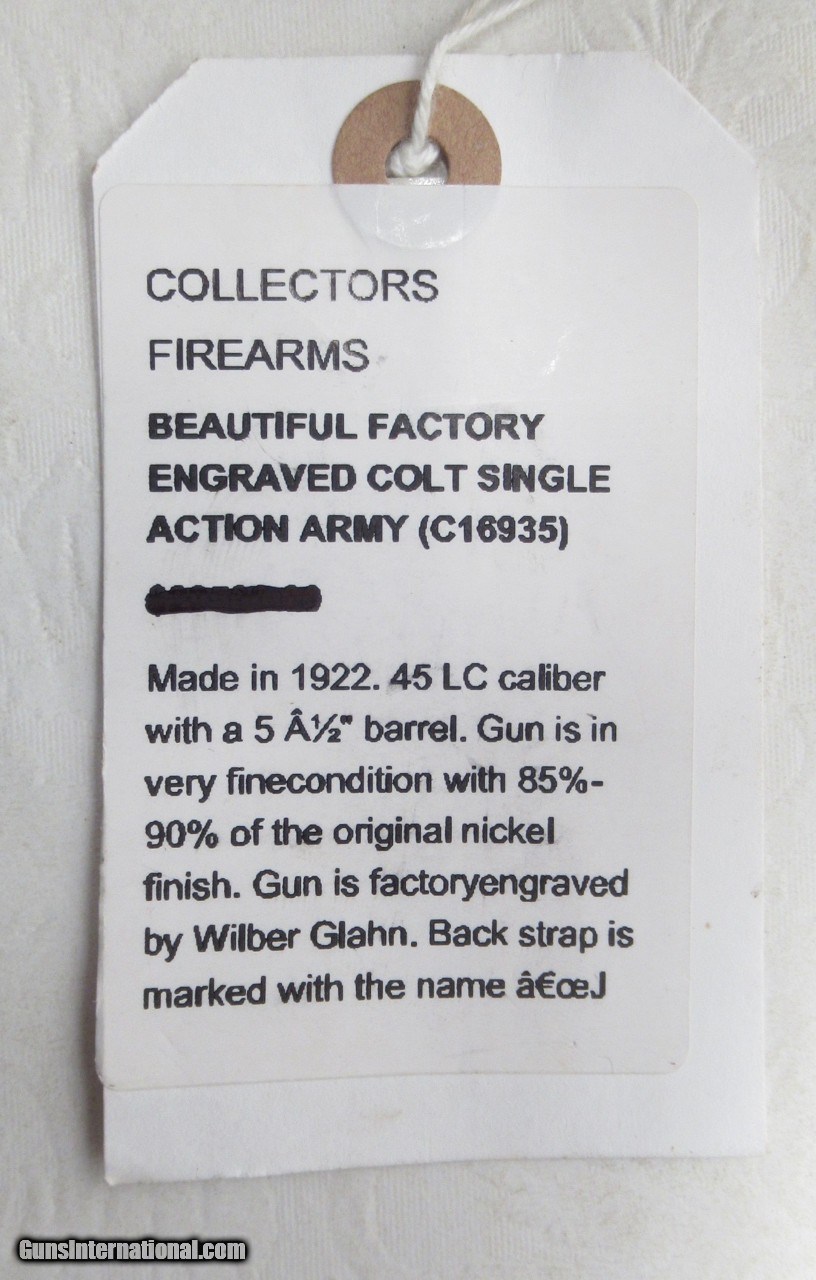 COLLECTORS
FIREARMS
BEAUTIFUL FACTORY
ENGRAVED COLT SINGLE
ACTION ARMY (C16935)
Made in 1922. 45 LC caliber
with a 5 Â½" barrel. Gun is in
very finecondition with 85%-
90% of the original nickel
finish. Gun is factoryengraved
by Wilber Glahn. Back strap is
marked with the name â€œJ
GunsInternational.com